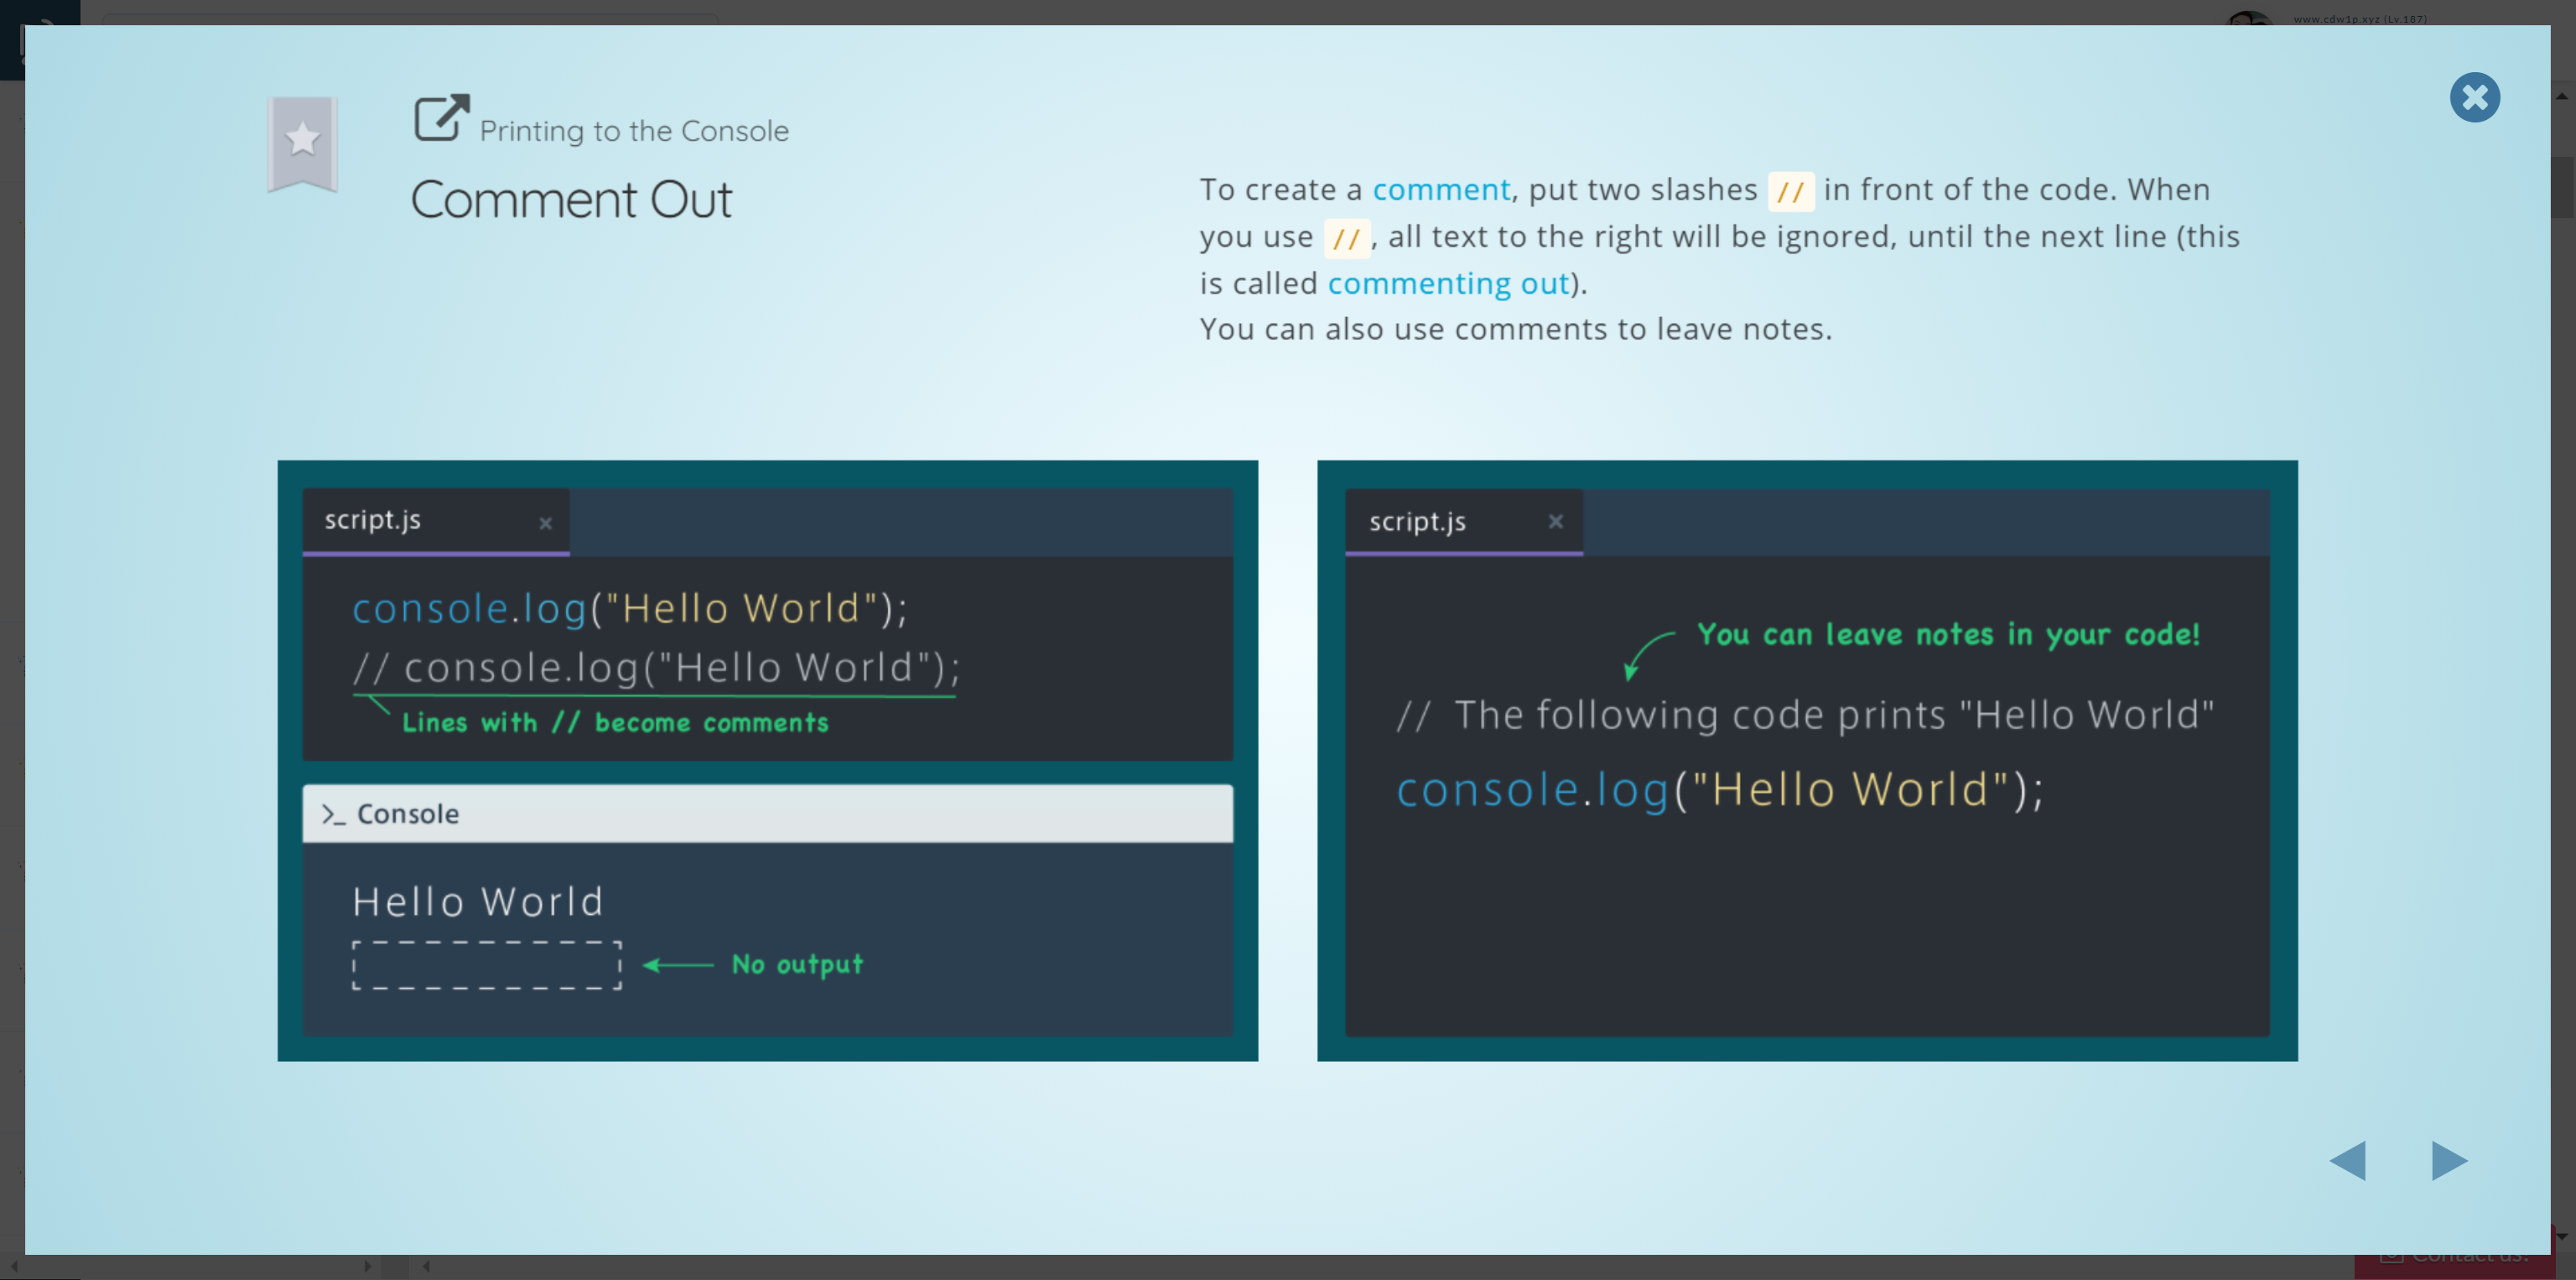 www.cdw1p.xyz (Lv.187)
Printing to the Console
Comment Out
To create a comment, put two slashes // in front of the code. When
you use //, all text to the right will be ignored, until the next line (this
is called commenting out).
You can also use comments to leave notes.
script.js
console.log("Hello World");
// console.log("Hello World");
Lines with // become comments
>_ Console
Hello World
No output
script.js
You can leave notes in your code!
// The following code prints "Hello World"
console.log("Hello World");
Contact us!